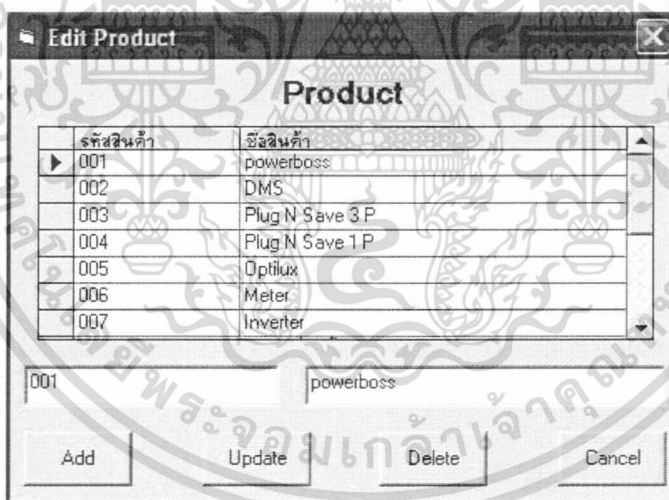 Edit Product
Product
รหัสสินค้า ชื่อสินค้า
001 powerboss
002 DMS
003 Plug N Save 3 P
004 Plug N Save 1 P
005 Optilux
006 Meter
007 Inverter
001 powerboss
Add Update Delete Cancel